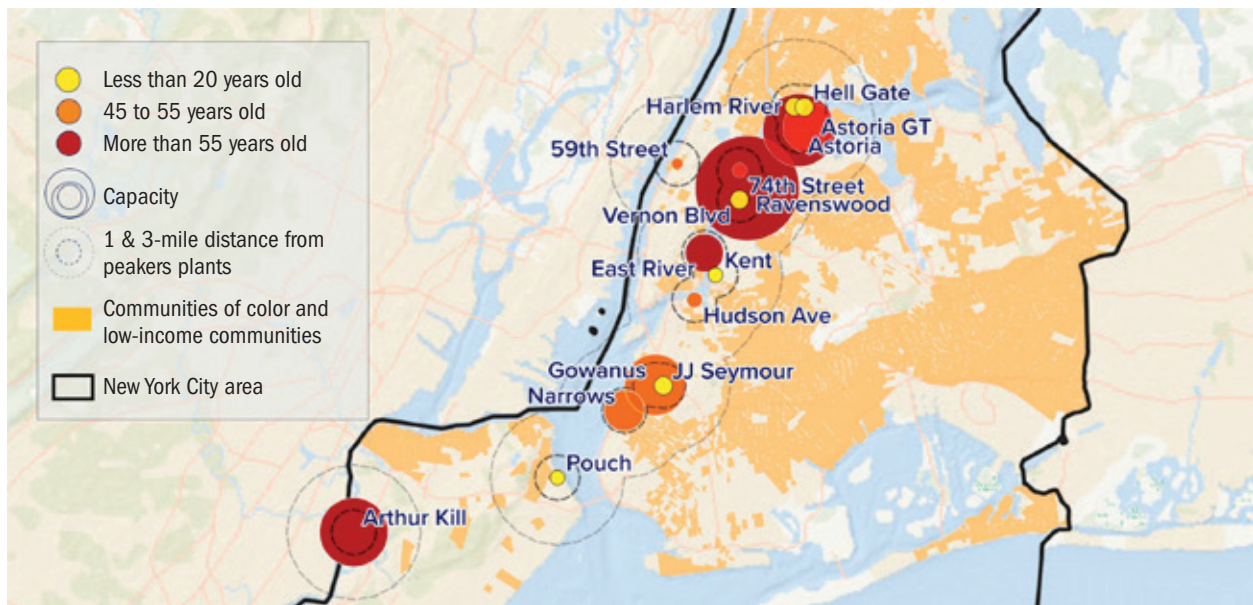 Less than 20 years old
45 to 55 years old
More than 55 years old
Capacity
1 & 3-mile distance from
peakers plants
Communities of color and
low-income communities
New York City area
Hell Gate
Harlem River
Astoria GT
Astoria
59th Street
74th Street
Ravenswood
Vernon Blvd
Kent
East River
Hudson Ave
Gowanus
JJ Seymour
Narrows
Pouch
Arthur Kill